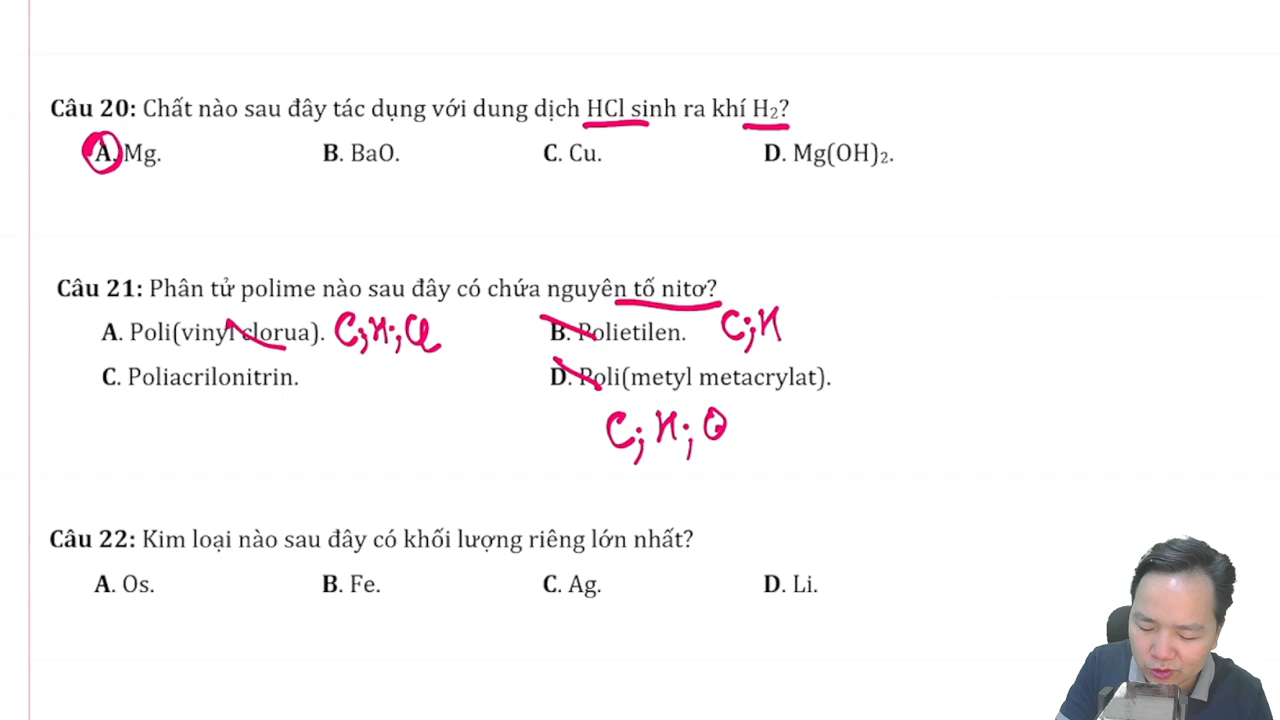 Câu 20: Chất nào sau đây tác dụng với dung dịch HCl sinh ra khí H₂?
A. Mg. B. BaO. C. Cu. D. Mg(OH)₂.
Câu 21: Phân tử polime nào sau đây có chứa nguyên tố nitơ?
A. Poli(vinyl clorua). C; H; Cl B. Polietilen. C; H
C. Poliacrilonitrin. D. Poli(metyl metacrylat).
C; H; O
Câu 22: Kim loại nào sau đây có khối lượng riêng lớn nhất?
A. Os. B. Fe. C. Ag. D. Li.